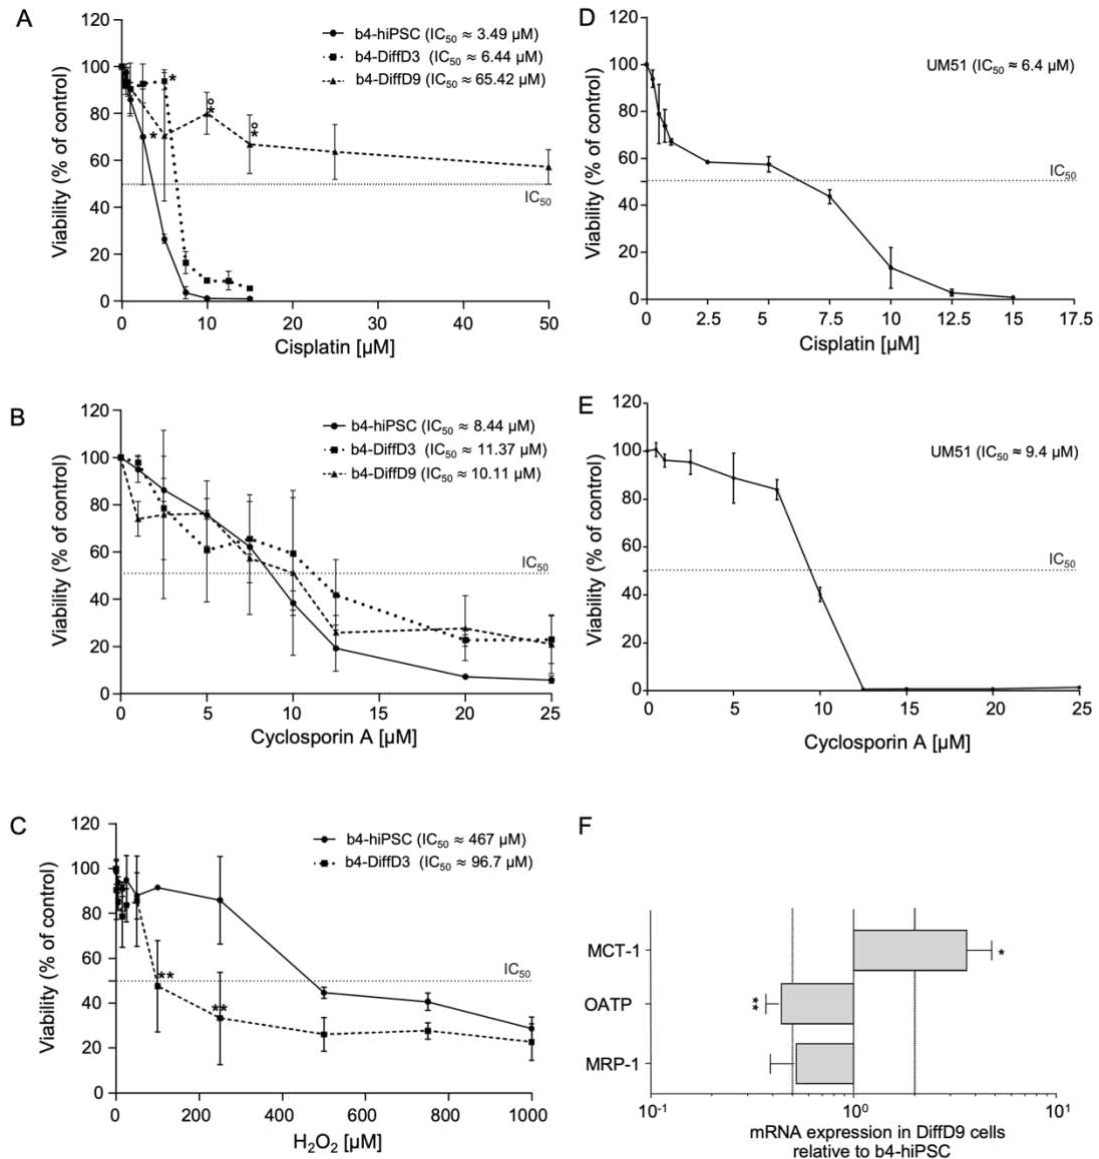 A
120
100
80
60
40
20
0
Viability (% of control)
b4-hiPSC (IC₅₀ ≈ 3.49 µM)
b4-DiffD3 (IC₅₀ ≈ 6.44 µM)
b4-DiffD9 (IC₅₀ ≈ 65.42 µM)
*
*
°
*
°
*
IC₅₀
0 10 20 30 40 50
Cisplatin [µM]
D
120
100
80
60
40
20
0
Viability (% of control)
UM51 (IC₅₀ ≈ 6.4 µM)
IC₅₀
0 2.5 5 7.5 10 12.5 15 17.5
Cisplatin [µM]
B
120
100
80
60
40
20
0
Viability (% of control)
b4-hiPSC (IC₅₀ ≈ 8.44 µM)
b4-DiffD3 (IC₅₀ ≈ 11.37 µM)
b4-DiffD9 (IC₅₀ ≈ 10.11 µM)
IC₅₀
0 5 10 15 20 25
Cyclosporin A [µM]
E
120
100
80
60
40
20
0
Viability (% of control)
UM51 (IC₅₀ ≈ 9.4 µM)
IC₅₀
0 5 10 15 20 25
Cyclosporin A [µM]
C
120
100
80
60
40
20
0
Viability (% of control)
b4-hiPSC (IC₅₀ ≈ 467 µM)
b4-DiffD3 (IC₅₀ ≈ 96.7 µM)
**
**
IC₅₀
0 200 400 600 800 1000
H₂O₂ [µM]
F
MCT-1
*
OATP
**
MRP-1
10⁻¹ 10⁰ 10¹
mRNA expression in DiffD9 cells
relative to b4-hiPSC